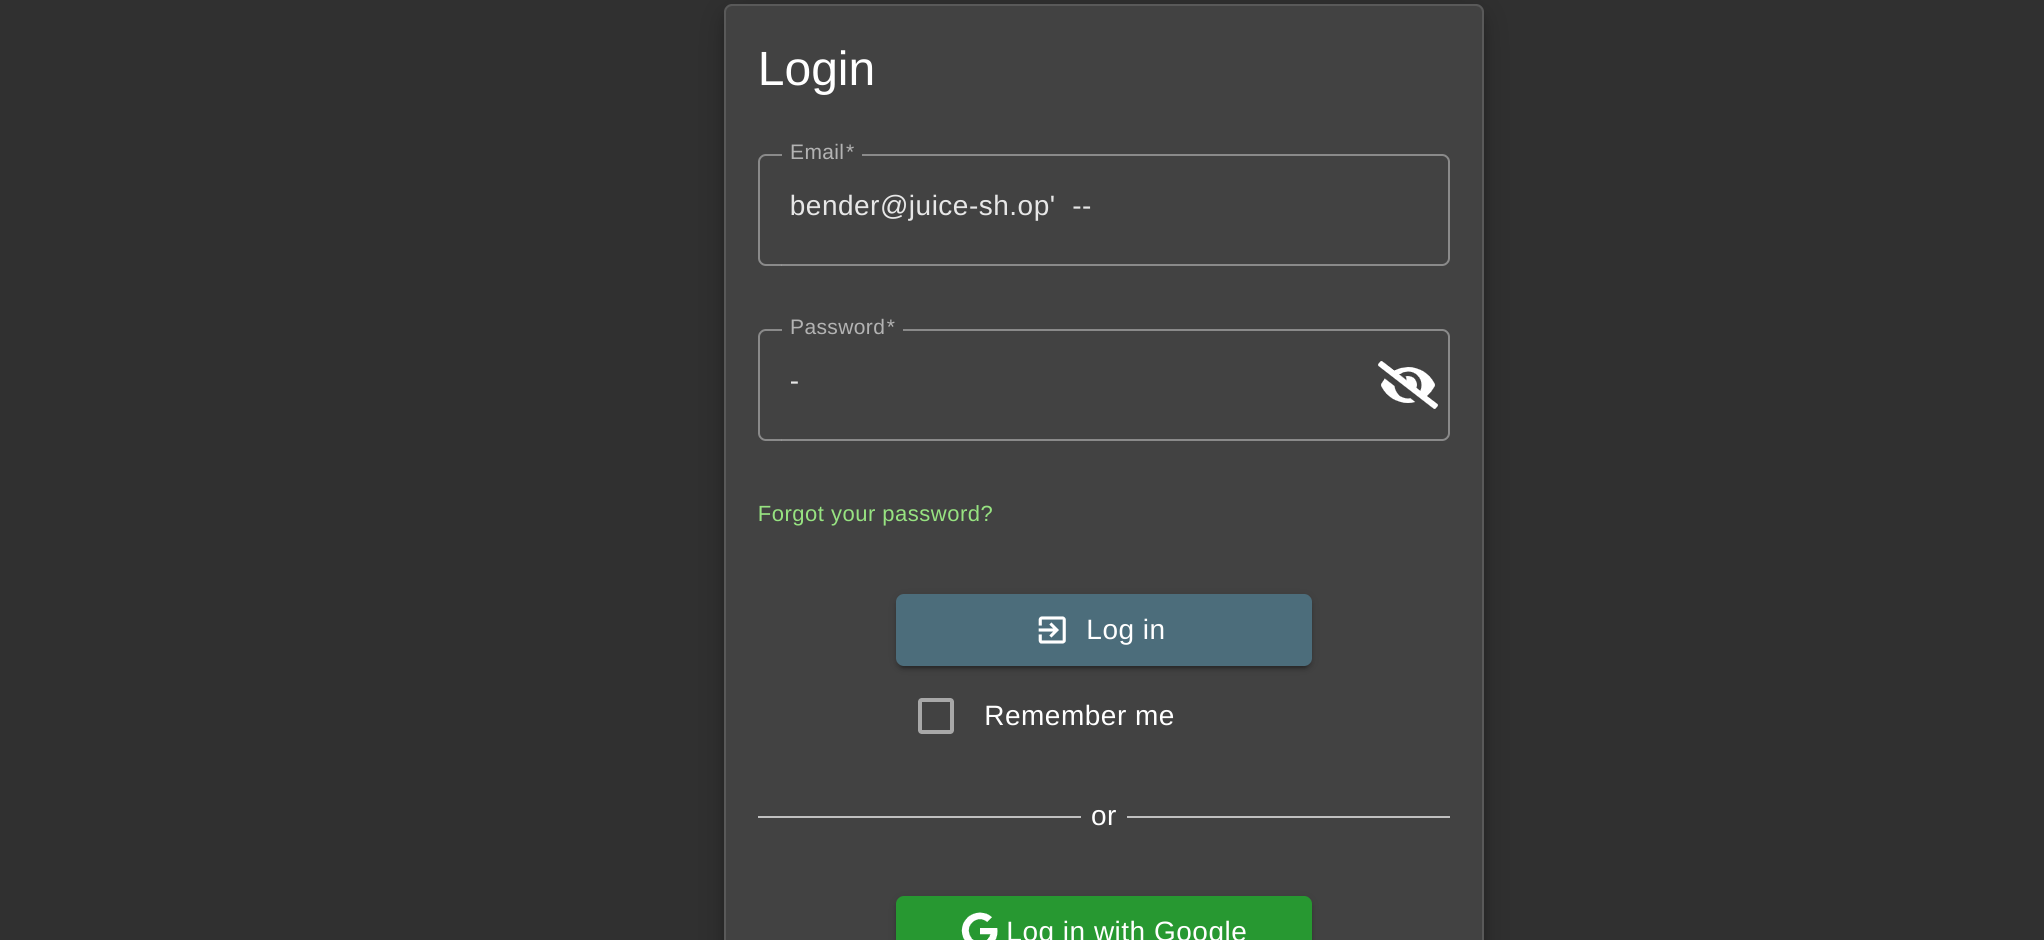 Login
Email*
bender@juice-sh.op'  --
Password*
-
Forgot your password?
Log in
Remember me
or
Log in with Google